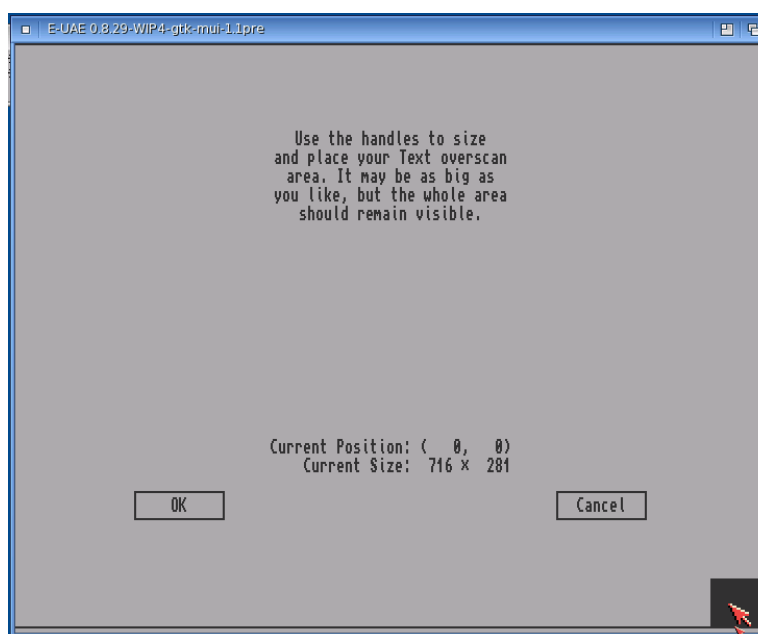 E-UAE 0.8.29-WIP4-gtk-mui-1.1pre
Use the handles to size
and place your Text overscan
area. It may be as big as
you like, but the whole area
should remain visible.
Current Position: (   0,   0)
Current Size:  716 ×  281
OK
Cancel